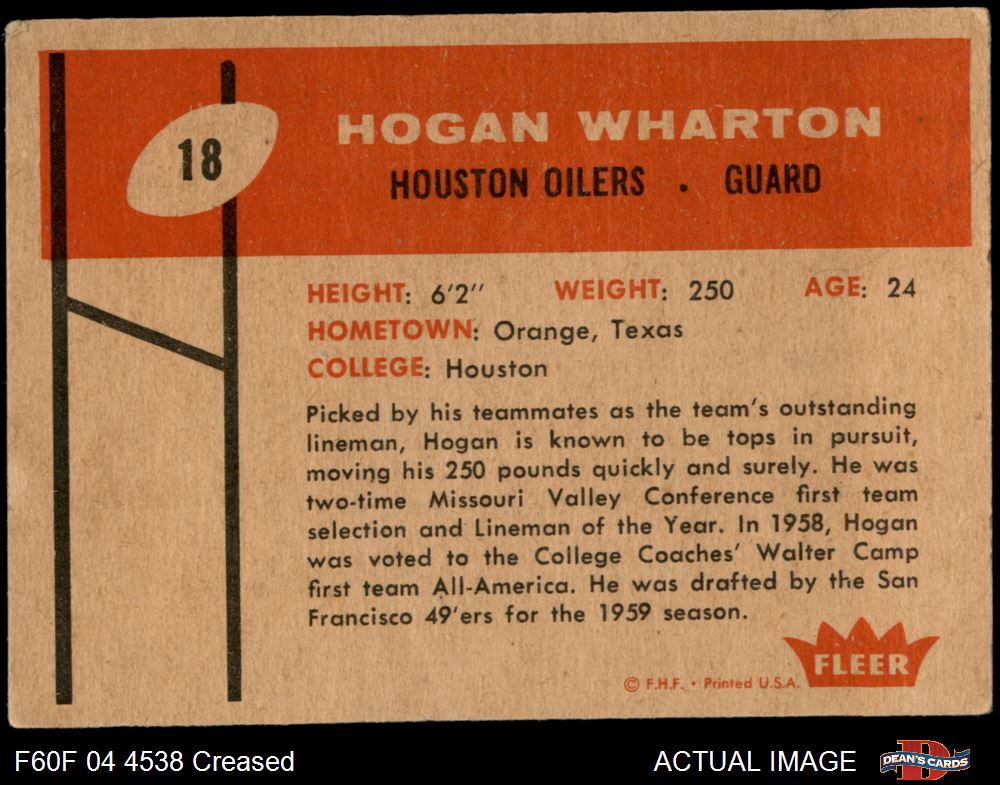 18
HOGAN WHARTON
HOUSTON OILERS . GUARD
HEIGHT: 6'2" WEIGHT: 250 AGE: 24
HOMETOWN: Orange, Texas
COLLEGE: Houston
Picked by his teammates as the team's outstanding
lineman, Hogan is known to be tops in pursuit,
moving his 250 pounds quickly and surely. He was
two-time Missouri Valley Conference first team
selection and Lineman of the Year. In 1958, Hogan
was voted to the College Coaches' Walter Camp
first team All-America. He was drafted by the San
Francisco 49'ers for the 1959 season.
FLEER
© F.H.F. • Printed U.S.A.
F60F 04 4538 Creased
ACTUAL IMAGE
D
DEAN'S CARDS